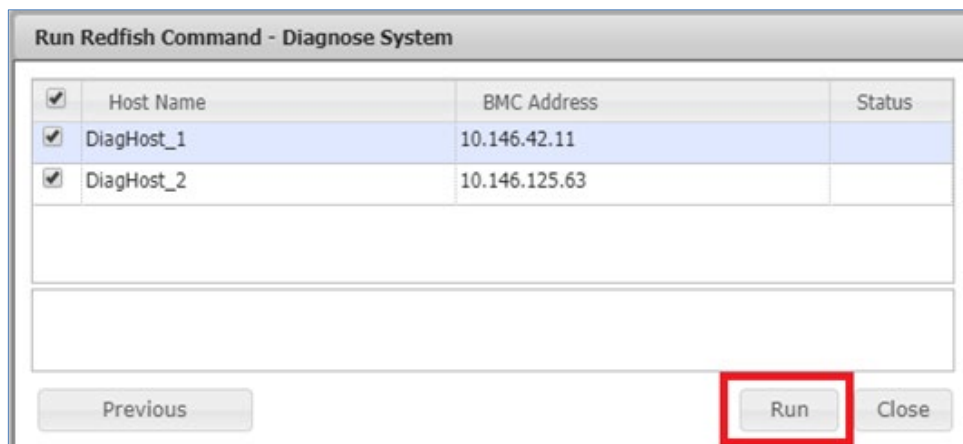 Run Redfish Command - Diagnose System
Host Name BMC Address Status
DiagHost_1 10.146.42.11
DiagHost_2 10.146.125.63
Previous Run Close